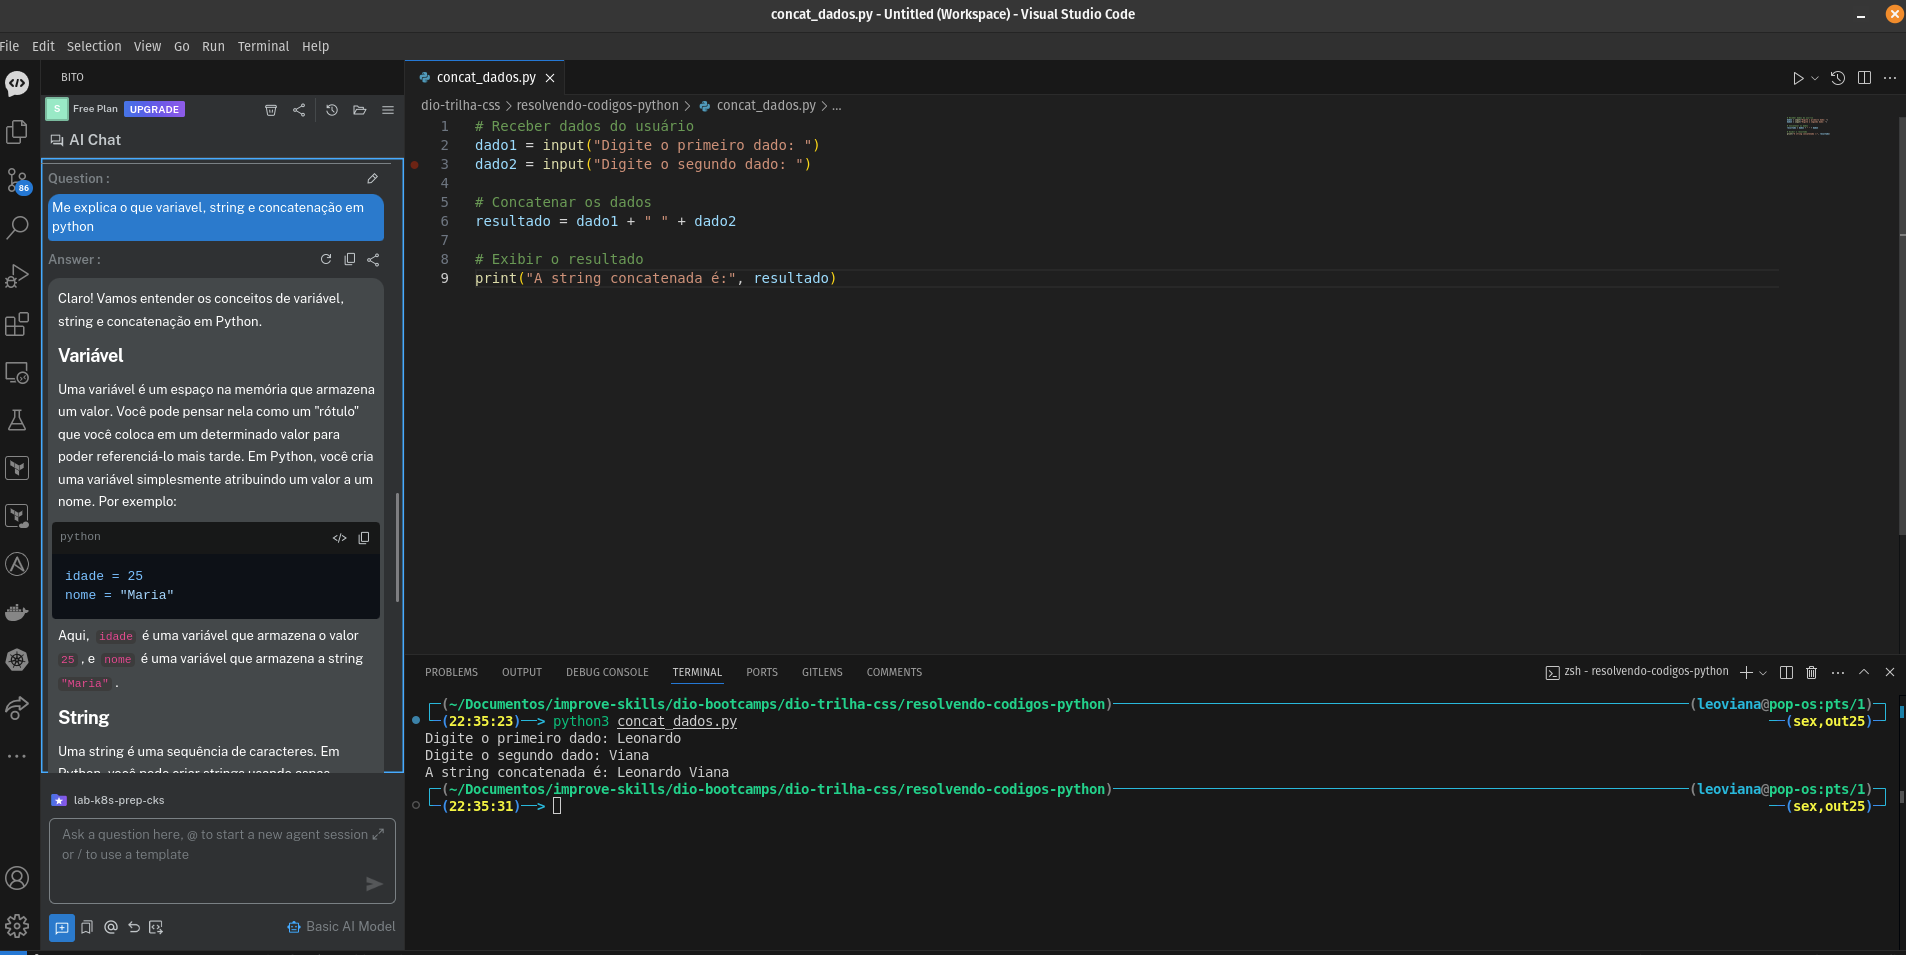 concat_dados.py - Untitled (Workspace) - Visual Studio Code
File Edit Selection View Go Run Terminal Help
BITO
S Free Plan UPGRADE
AI Chat
Question :
Me explica o que variavel, string e concatenação em
python
Answer :
Claro! Vamos entender os conceitos de variável,
string e concatenação em Python.
Variável
Uma variável é um espaço na memória que armazena
um valor. Você pode pensar nela como um "rótulo"
que você coloca em um determinado valor para
poder referenciá-lo mais tarde. Em Python, você cria
uma variável simplesmente atribuindo um valor a um
nome. Por exemplo:
python </>
idade = 25
nome = "Maria"
Aqui, idade é uma variável que armazena o valor
25 , e nome é uma variável que armazena a string
"Maria" .
String
Uma string é uma sequência de caracteres. Em
Python, você pode criar strings usando aspas
lab-k8s-prep-cks
Ask a question here, @ to start a new agent session
or / to use a template
Basic AI Model
86
concat_dados.py
dio-trilha-css > resolvendo-codigos-python > concat_dados.py > ...
1 # Receber dados do usuário
2 dado1 = input("Digite o primeiro dado: ")
3 dado2 = input("Digite o segundo dado: ")
4
5 # Concatenar os dados
6 resultado = dado1 + " " + dado2
7
8 # Exibir o resultado
9 print("A string concatenada é:", resultado)
PROBLEMS OUTPUT DEBUG CONSOLE TERMINAL PORTS GITLENS COMMENTS zsh - resolvendo-codigos-python
(~/Documentos/improve-skills/dio-bootcamps/dio-trilha-css/resolvendo-codigos-python) (leoviana@pop-os:pts/1)
(22:35:23)—> python3 concat_dados.py (sex,out25)
Digite o primeiro dado: Leonardo
Digite o segundo dado: Viana
A string concatenada é: Leonardo Viana
(~/Documentos/improve-skills/dio-bootcamps/dio-trilha-css/resolvendo-codigos-python) (leoviana@pop-os:pts/1)
(22:35:31)—> (sex,out25)